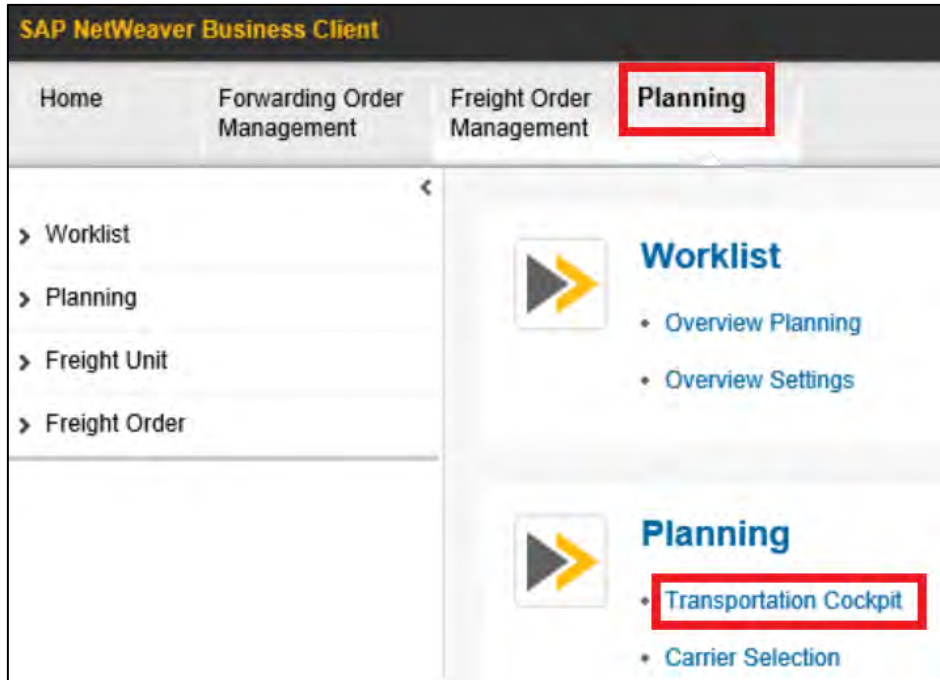 SAP NetWeaver Business Client
Home
Forwarding Order
Management
Freight Order
Management
Planning
Worklist
Planning
Freight Unit
Freight Order
Worklist
• Overview Planning
• Overview Settings
Planning
• Transportation Cockpit
• Carrier Selection